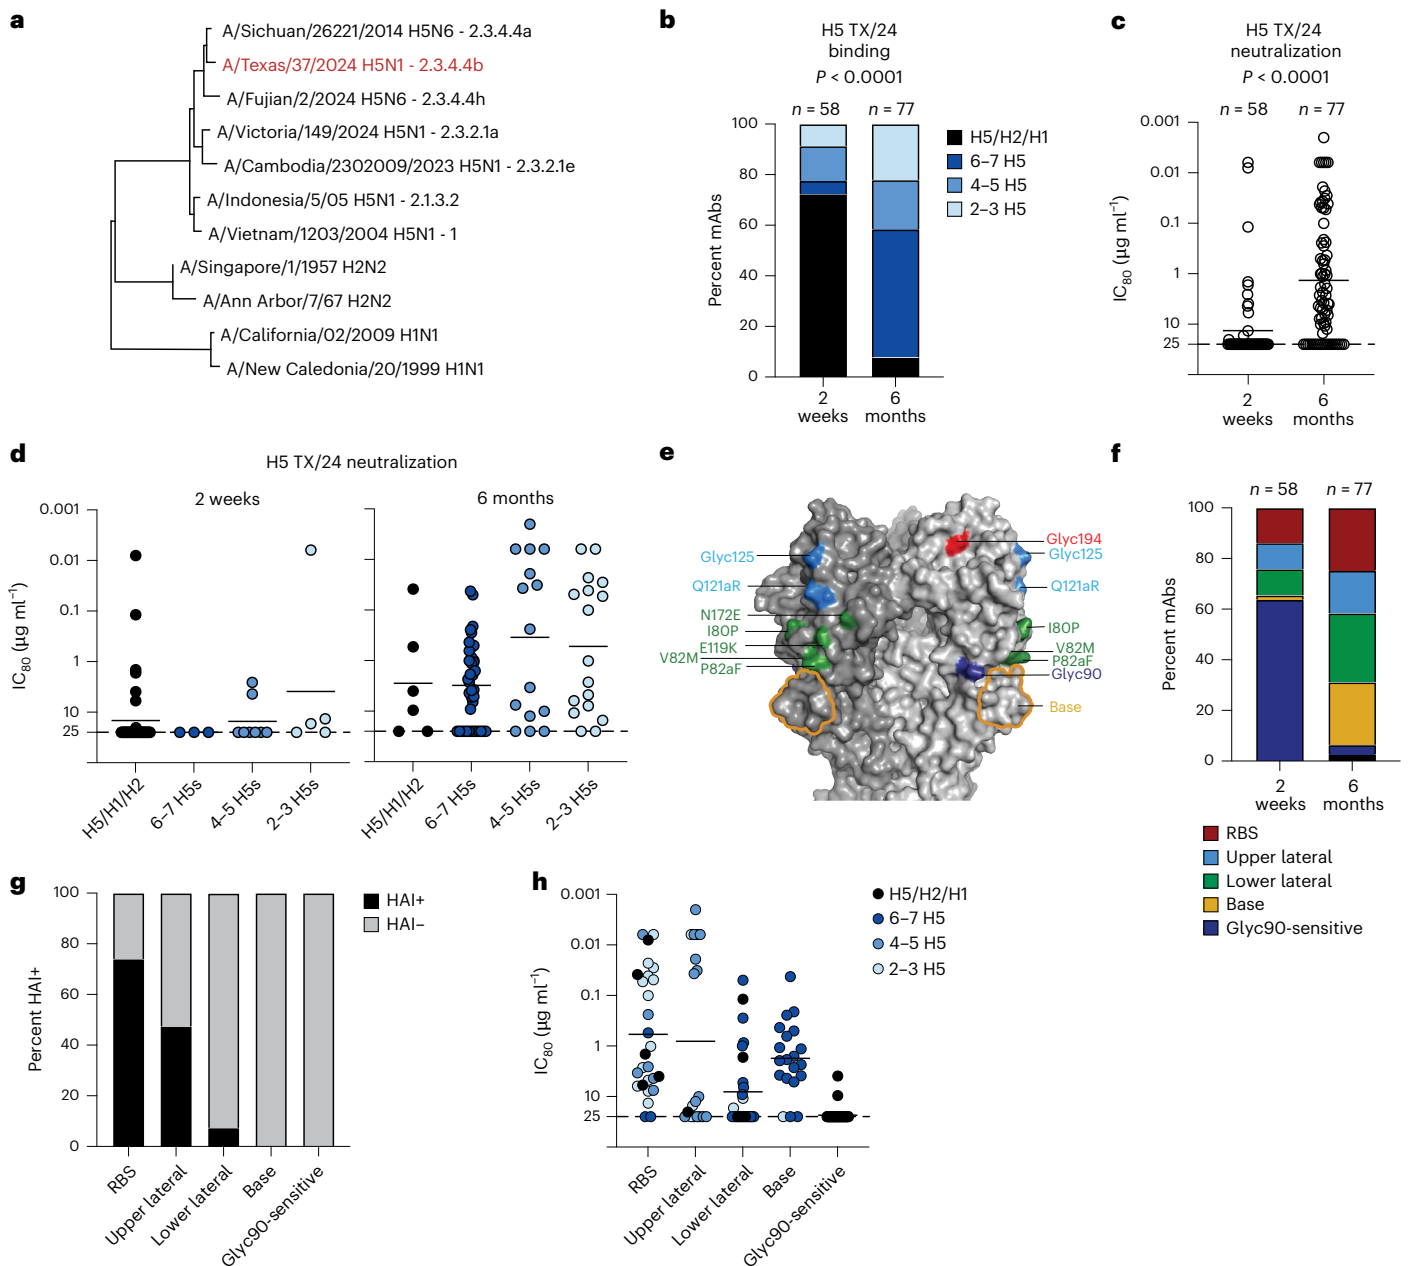 a
A/Sichuan/26221/2014 H5N6 - 2.3.4.4a
A/Texas/37/2024 H5N1 - 2.3.4.4b
A/Fujian/2/2024 H5N6 - 2.3.4.4h
A/Victoria/149/2024 H5N1 - 2.3.2.1a
A/Cambodia/2302009/2023 H5N1 - 2.3.2.1e
A/Indonesia/5/05 H5N1 - 2.1.3.2
A/Vietnam/1203/2004 H5N1 - 1
A/Singapore/1/1957 H2N2
A/Ann Arbor/7/67 H2N2
A/California/02/2009 H1N1
A/New Caledonia/20/1999 H1N1
b
H5 TX/24
binding
P < 0.0001
n = 58 n = 77
Percent mAbs
100
80
60
40
20
0
2
weeks
6
months
H5/H2/H1
6–7 H5
4–5 H5
2–3 H5
c
H5 TX/24
neutralization
P < 0.0001
n = 58 n = 77
IC80 (µg ml−1)
0.001
0.01
0.1
1
10
25
2
weeks
6
months
d
H5 TX/24 neutralization
2 weeks
6 months
IC80 (µg ml−1)
0.001
0.01
0.1
1
10
25
H5/H1/H2
6–7 H5s
4–5 H5s
2–3 H5s
H5/H1/H2
6–7 H5s
4–5 H5s
2–3 H5s
e
Glyc125
Q121aR
N172E
I80P
E119K
V82M
P82aF
Glyc194
Glyc125
Q121aR
I80P
V82M
P82aF
Glyc90
Base
f
n = 58 n = 77
Percent mAbs
100
80
60
40
20
0
2
weeks
6
months
RBS
Upper lateral
Lower lateral
Base
Glyc90-sensitive
g
Percent HAI+
100
80
60
40
20
0
RBS
Upper lateral
Lower lateral
Base
Glyc90-sensitive
HAI+
HAI−
h
IC80 (µg ml−1)
0.001
0.01
0.1
1
10
25
RBS
Upper lateral
Lower lateral
Base
Glyc90-sensitive
H5/H2/H1
6–7 H5
4–5 H5
2–3 H5